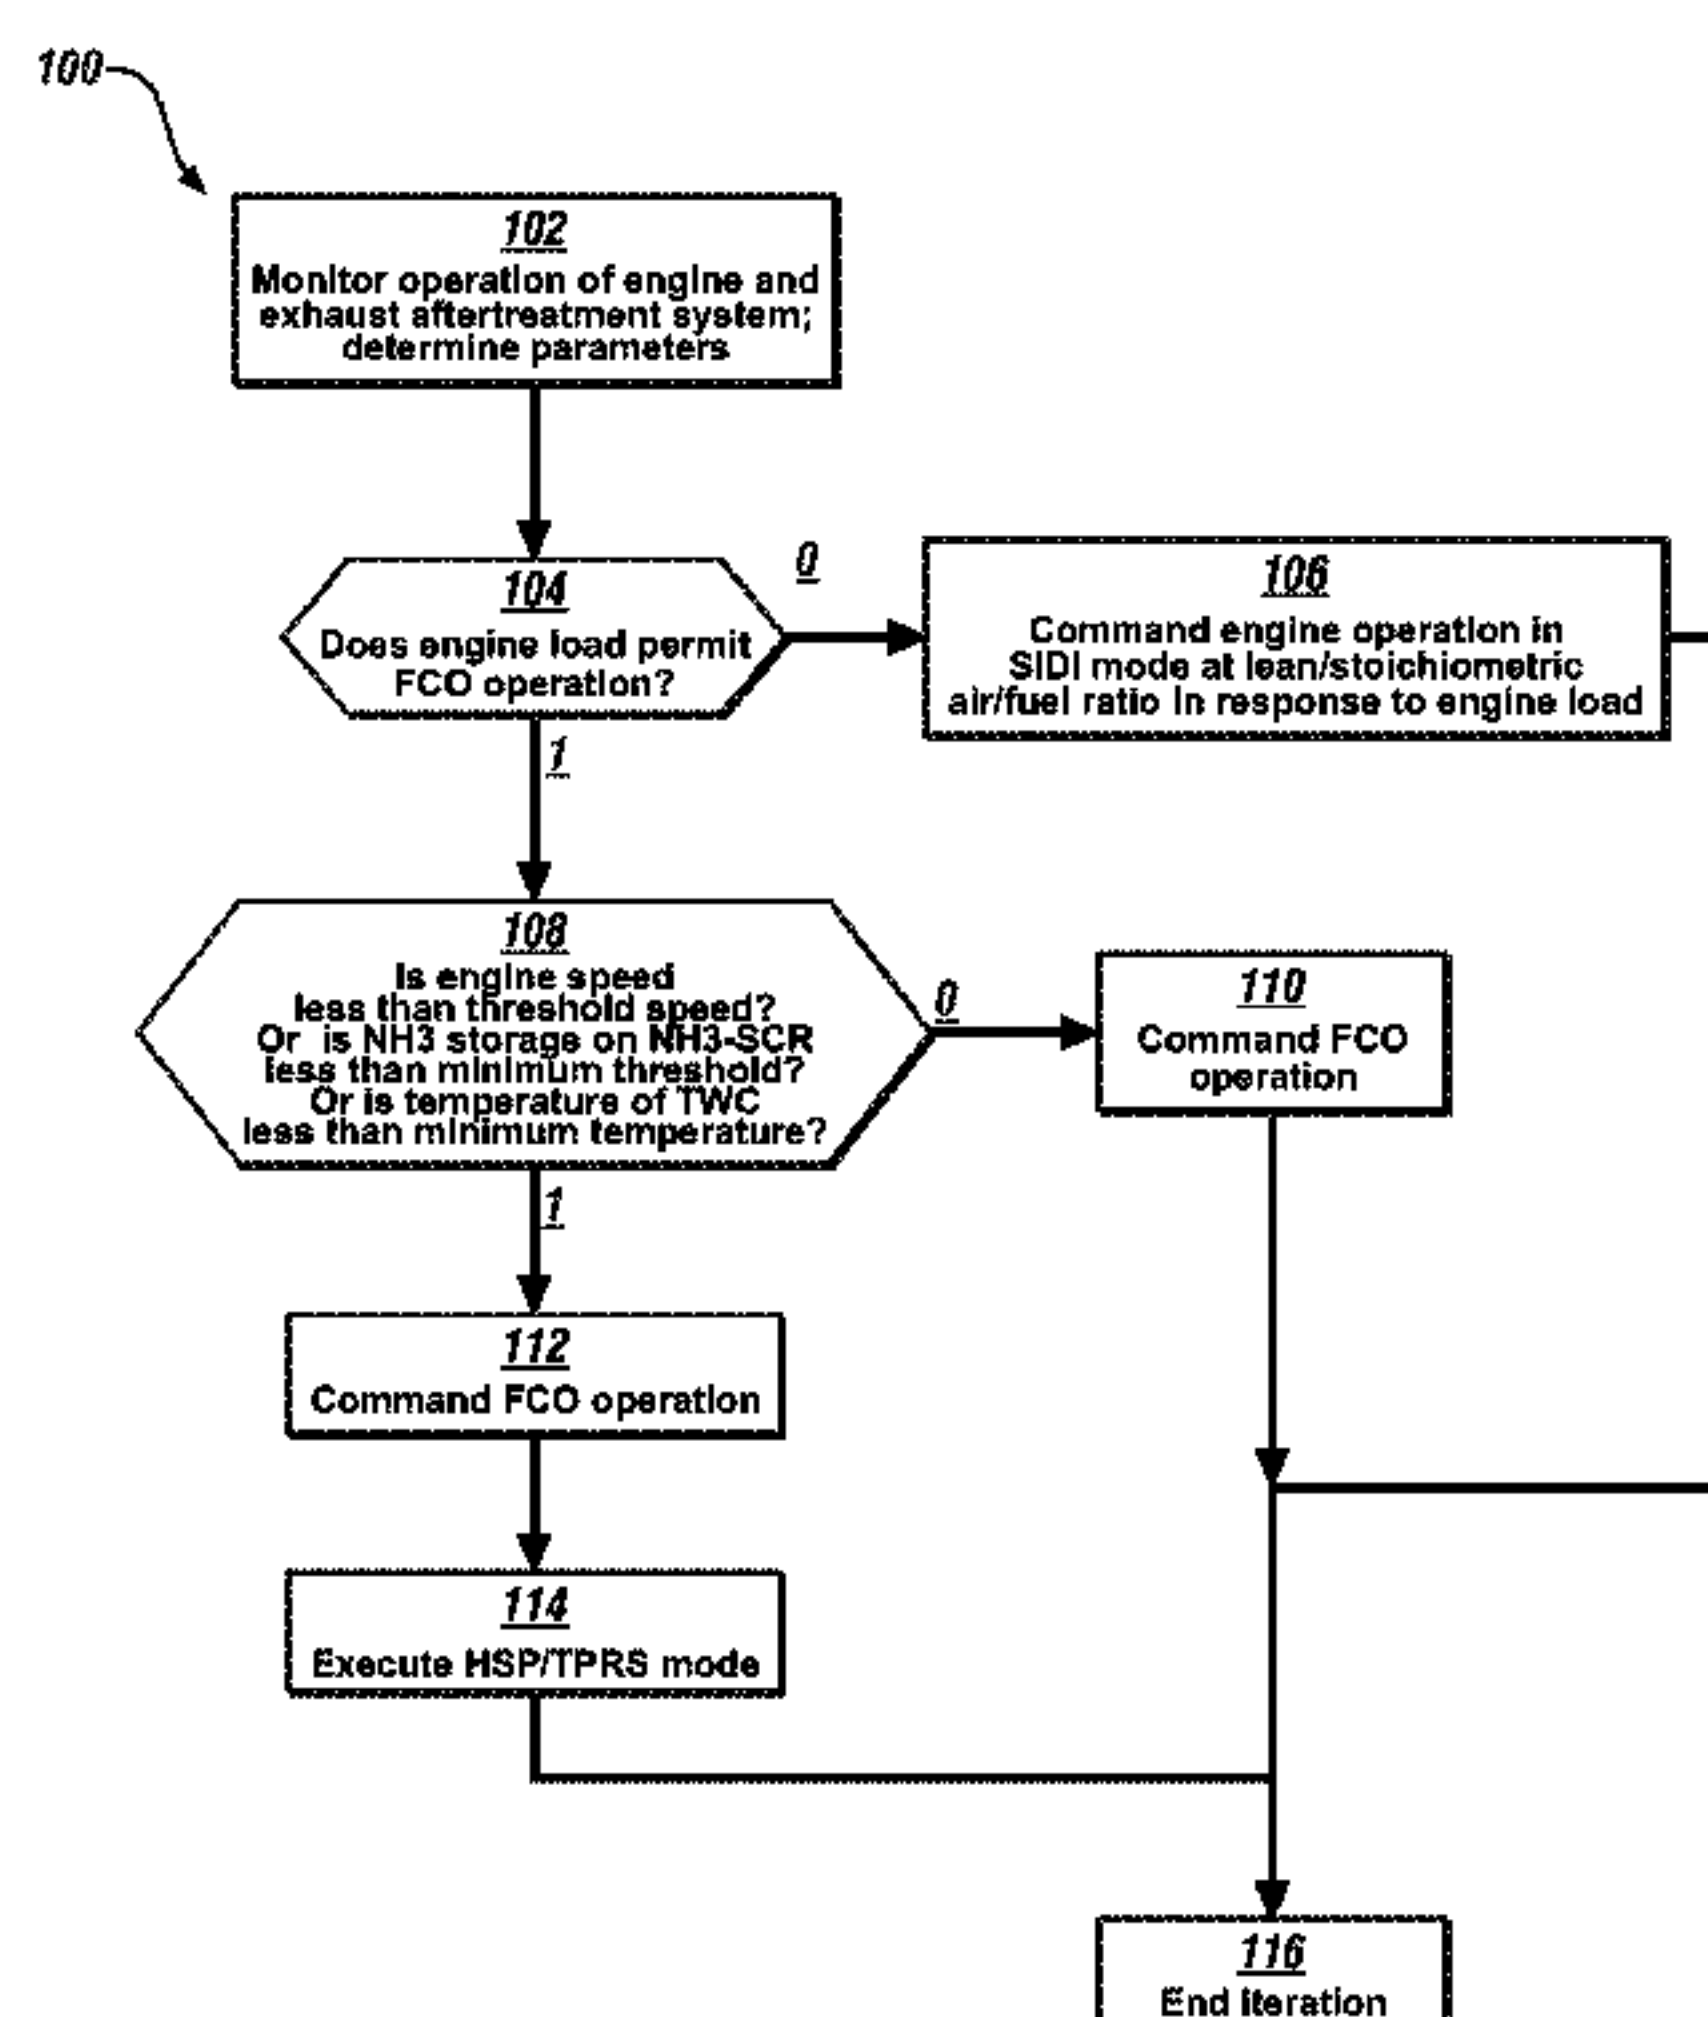 100
102
Monitor operation of engine and
exhaust aftertreatment system;
determine parameters
104
Does engine load permit
FCO operation?
0
106
Command engine operation in
SIDI mode at lean/stoichiometric
air/fuel ratio in response to engine load
1
108
Is engine speed
less than threshold speed?
Or is NH3 storage on NH3-SCR
less than minimum threshold?
Or is temperature of TWC
less than minimum temperature?
0
110
Command FCO
operation
1
112
Command FCO operation
114
Execute HSP/TPRS mode
116
End Iteration